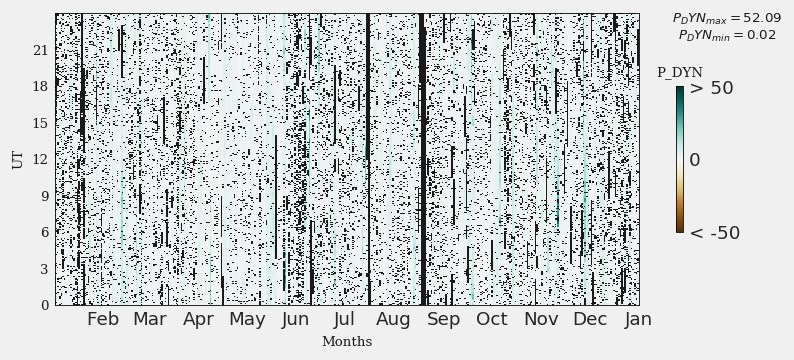 P_DYN_max = 52.09
P_DYN_min = 0.02
P_DYN
> 50
0
< -50
UT
21
18
15
12
9
6
3
0
Feb Mar Apr May Jun Jul Aug Sep Oct Nov Dec Jan
Months